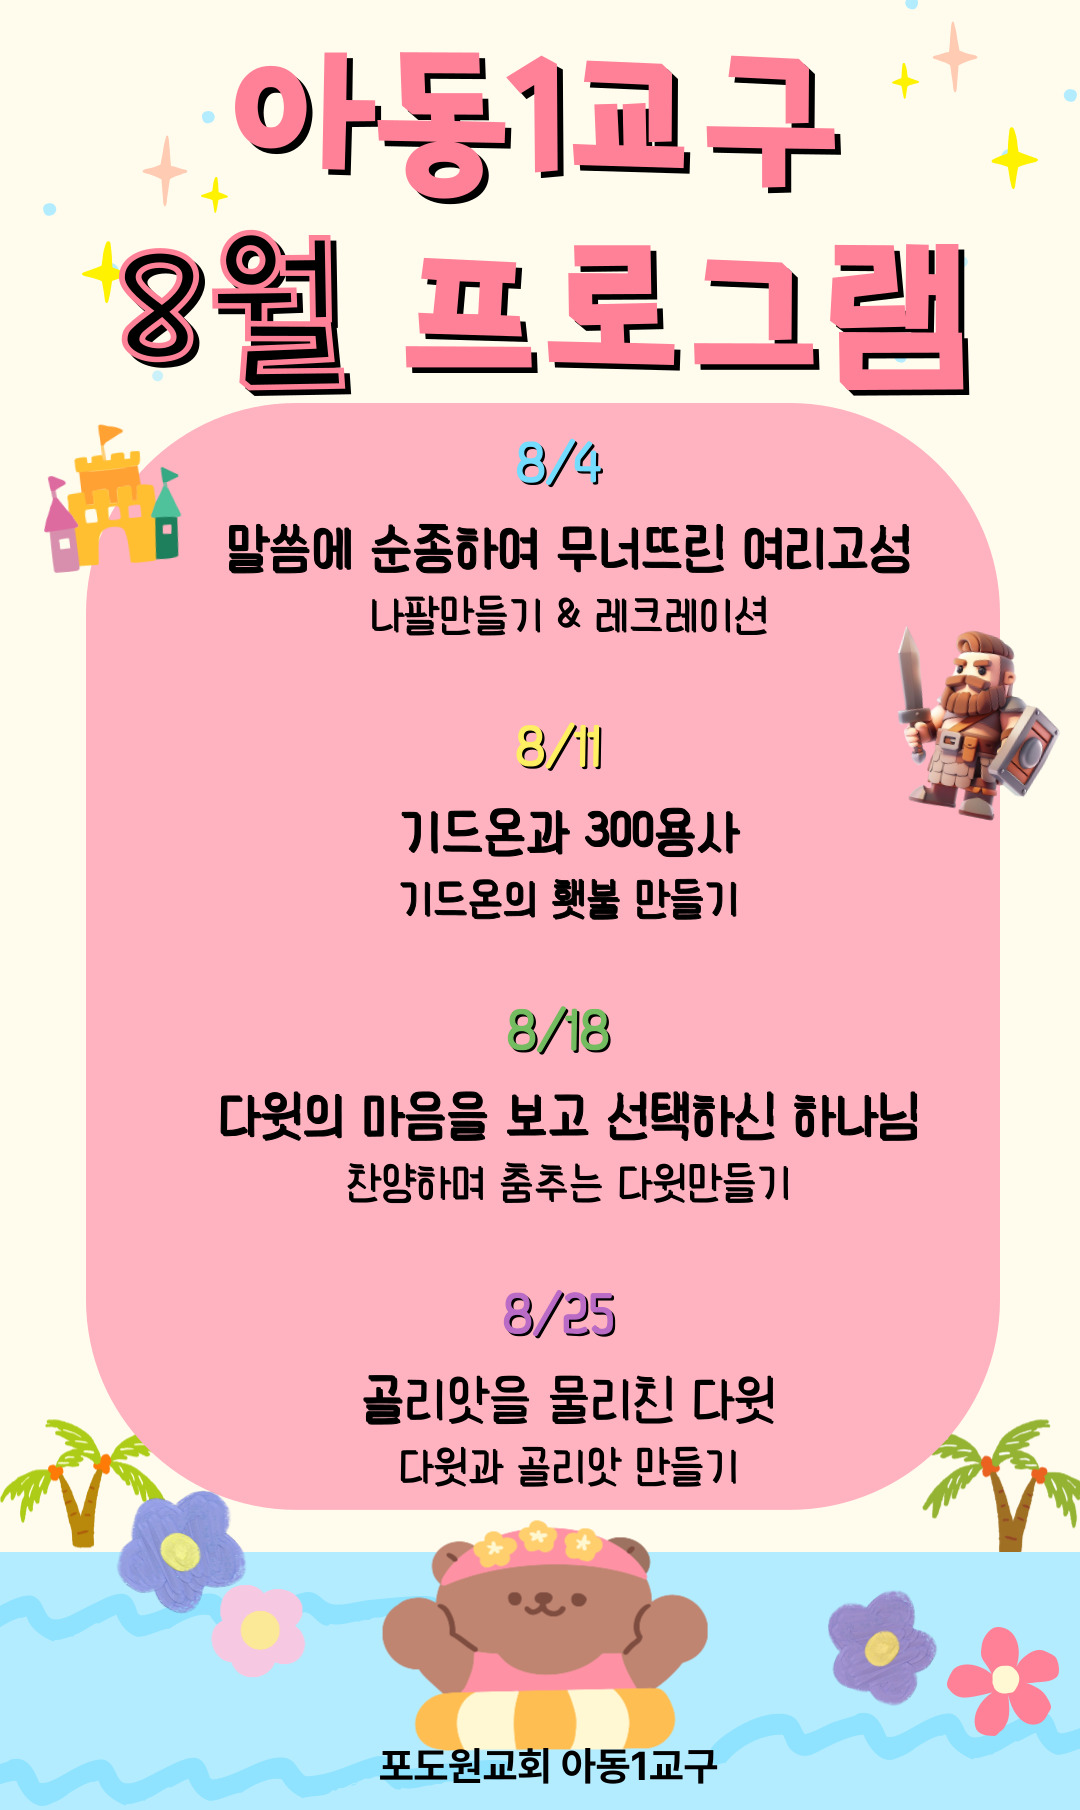 아동1교구
8월 프로그램
8/4
말씀에 순종하여 무너뜨린 여리고성
나팔만들기 & 레크레이션
8/11
기드온과 300용사
기드온의 횃불 만들기
8/18
다윗의 마음을 보고 선택하신 하나님
찬양하며 춤추는 다윗만들기
8/25
골리앗을 물리친 다윗
다윗과 골리앗 만들기
포도원교회 아동1교구